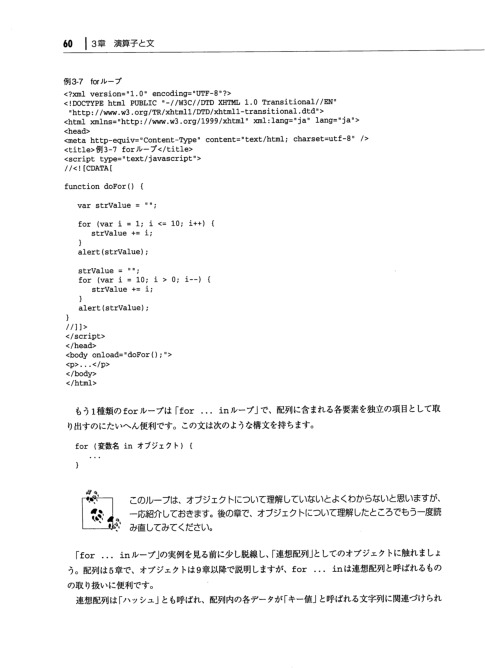 60 3章 演算子と文
例3-7 forループ
<?xml version="1.0" encoding="UTF-8"?>
<!DOCTYPE html PUBLIC "-//W3C//DTD XHTML 1.0 Transitional//EN"
"http://www.w3.org/TR/xhtml1/DTD/xhtml1-transitional.dtd">
<html xmlns="http://www.w3.org/1999/xhtml" xml:lang="ja" lang="ja">
<head>
<meta http-equiv="Content-Type" content="text/html; charset=utf-8" />
<title>例3-7 forループ</title>
<script type="text/javascript">
//<![CDATA[
function doFor() {
var strValue = "";
for (var i = 1; i <= 10; i++) {
strValue += i;
}
alert(strValue);
strValue = "";
for (var i = 10; i > 0; i--) {
strValue += i;
}
alert(strValue);
}
//]]>
</script>
</head>
<body onload="doFor();">
<p>...</p>
</body>
</html>
もう1種類のforループは「for ... inループ」で、配列に含まれる各要素を独立の項目として取
り出すのにたいへん便利です。この文は次のような構文を持ちます。
for (変数名 in オブジェクト) {
...
}
このループは、オブジェクトについて理解していないとよくわからないと思いますが、
一応紹介しておきます。後の章で、オブジェクトについて理解したところでもう一度読
み直してみてください。
「for ... inループ」の実例を見る前に少し脱線し、「連想配列」としてのオブジェクトに触れましょ
う。配列は5章で、オブジェクトは9章以降で説明しますが、for ... inは連想配列と呼ばれるもの
の取り扱いに便利です。
連想配列は「ハッシュ」とも呼ばれ、配列内の各データが「キー値」と呼ばれる文字列に関連づけられ